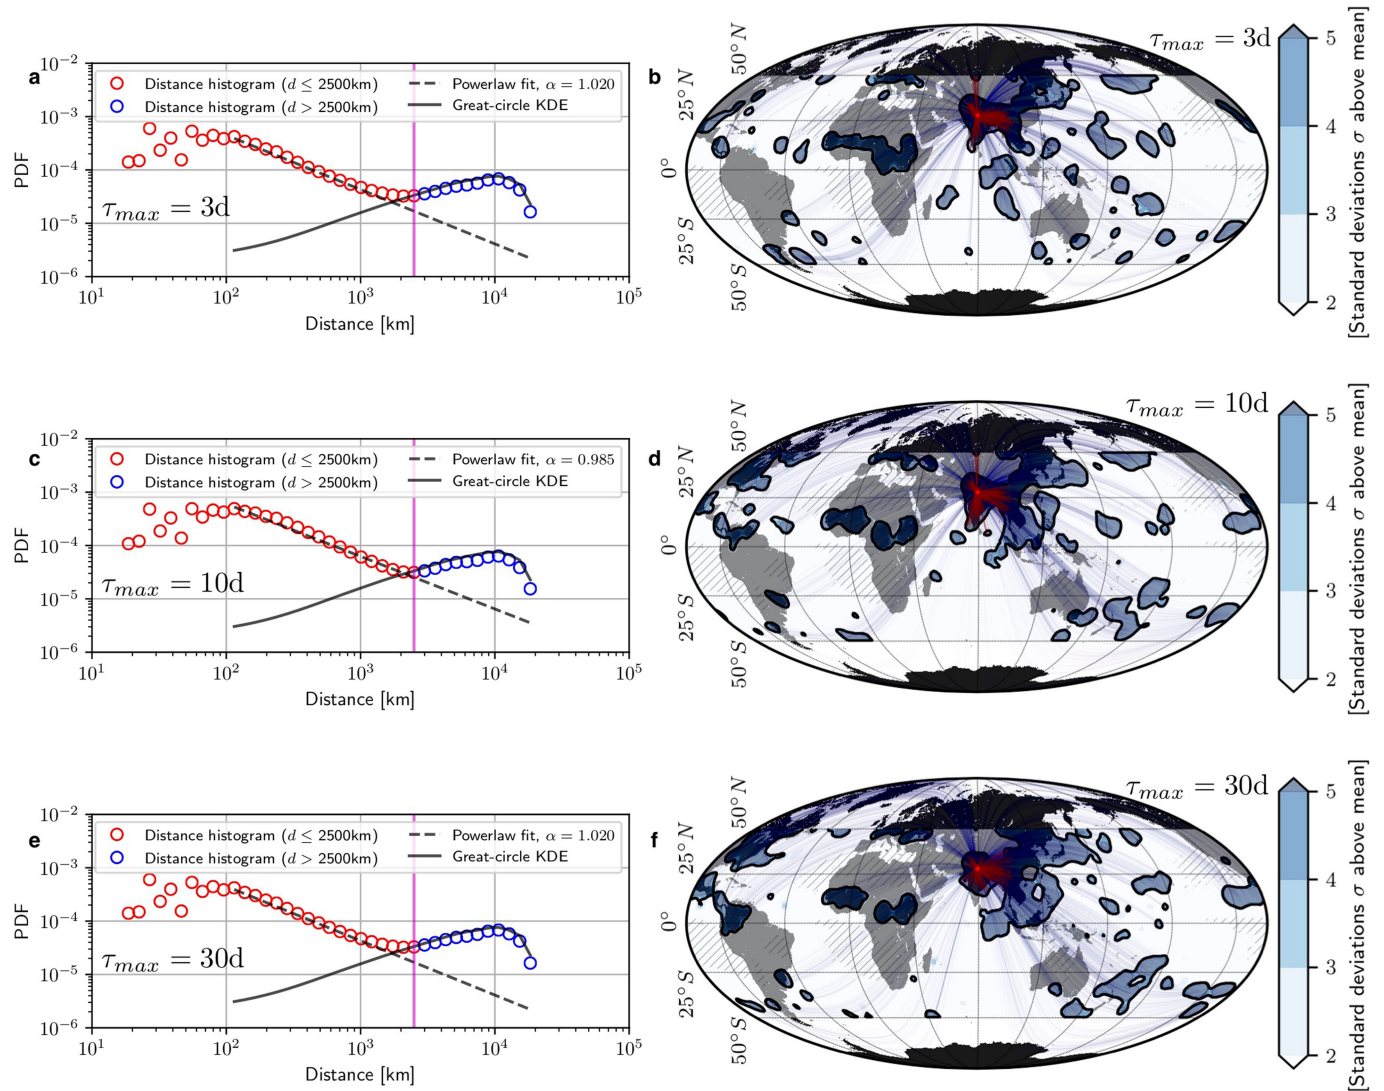 a
10⁻²
10⁻³
10⁻⁴
10⁻⁵
10⁻⁶
PDF
Distance histogram (d ≤ 2500km)
Distance histogram (d > 2500km)
Powerlaw fit, α = 1.020
Great-circle KDE
τmax = 3d
10¹ 10² 10³ 10⁴ 10⁵
Distance [km]
b
τmax = 3d
50° N
25° N
0°
25° S
50° S
5
4
3
2
[Standard deviations σ above mean]
c
10⁻²
10⁻³
10⁻⁴
10⁻⁵
10⁻⁶
PDF
Distance histogram (d ≤ 2500km)
Distance histogram (d > 2500km)
Powerlaw fit, α = 0.985
Great-circle KDE
τmax = 10d
10¹ 10² 10³ 10⁴ 10⁵
Distance [km]
d
τmax = 10d
50° N
25° N
0°
25° S
50° S
5
4
3
2
[Standard deviations σ above mean]
e
10⁻²
10⁻³
10⁻⁴
10⁻⁵
10⁻⁶
PDF
Distance histogram (d ≤ 2500km)
Distance histogram (d > 2500km)
Powerlaw fit, α = 1.020
Great-circle KDE
τmax = 30d
10¹ 10² 10³ 10⁴ 10⁵
Distance [km]
f
τmax = 30d
50° N
25° N
0°
25° S
50° S
5
4
3
2
[Standard deviations σ above mean]